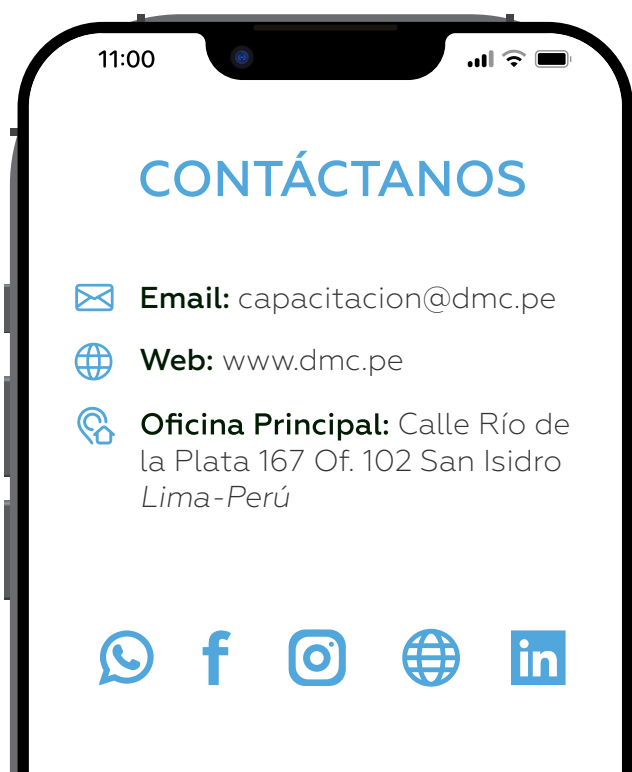 11:00
CONTÁCTANOS
Email: capacitacion@dmc.pe
Web: www.dmc.pe
Oficina Principal: Calle Río de
la Plata 167 Of. 102 San Isidro
Lima-Perú
f in